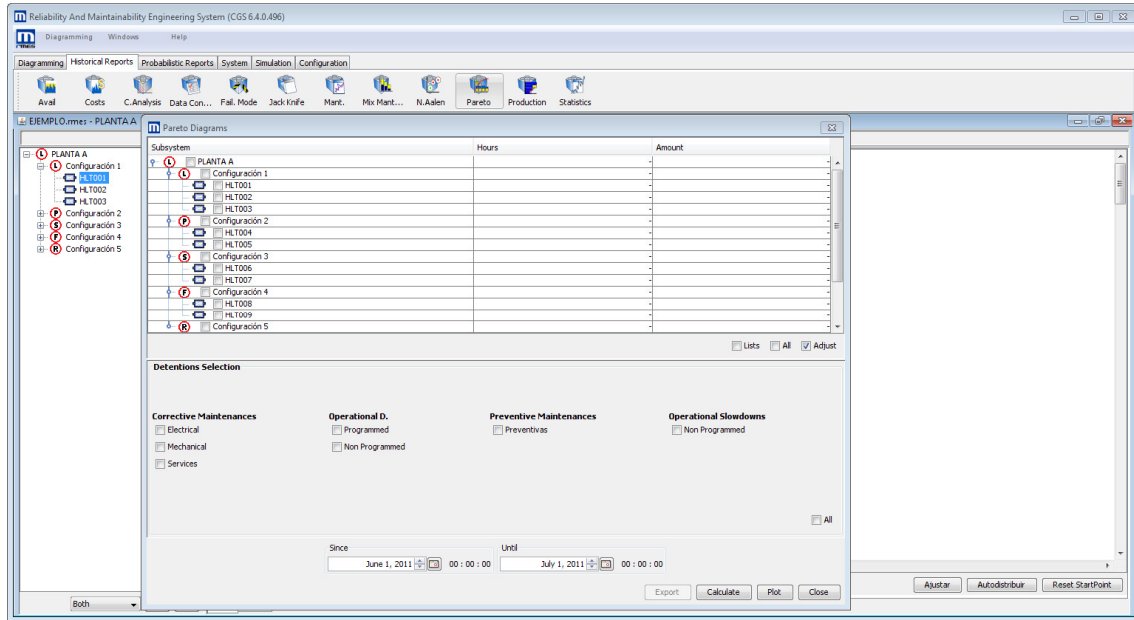 Reliability And Maintainability Engineering System (CGS 6.4.0.496)
Diagramming Windows Help
rmes
Diagramming Historical Reports Probabilistic Reports System Simulation Configuration
Avail Costs C.Analysis Data Con... Fail. Mode Jack Knife Mant. Mix Mant... N.Aalen Pareto Production Statistics
EJEMPLO.rmes - PLANTA A
L PLANTA A
L Configuración 1
HLT001
HLT002
HLT003
P Configuración 2
S Configuración 3
F Configuración 4
R Configuración 5
Both
Pareto Diagrams
Subsystem Hours Amount
L PLANTA A - -
L Configuración 1 - -
HLT001 - -
HLT002 - -
HLT003 - -
P Configuración 2 - -
HLT004 - -
HLT005 - -
S Configuración 3 - -
HLT006 - -
HLT007 - -
F Configuración 4 - -
HLT008 - -
HLT009 - -
R Configuración 5 - -
Lists All Adjust
Detentions Selection
Corrective Maintenances Operational D. Preventive Maintenances Operational Slowdowns
Electrical Programmed Preventivas Non Programmed
Mechanical Non Programmed
Services
All
Since Until
June 1, 2011 00 : 00 : 00 July 1, 2011 00 : 00 : 00
Export Calculate Plot Close
Ajustar Autodistribuir Reset StartPoint